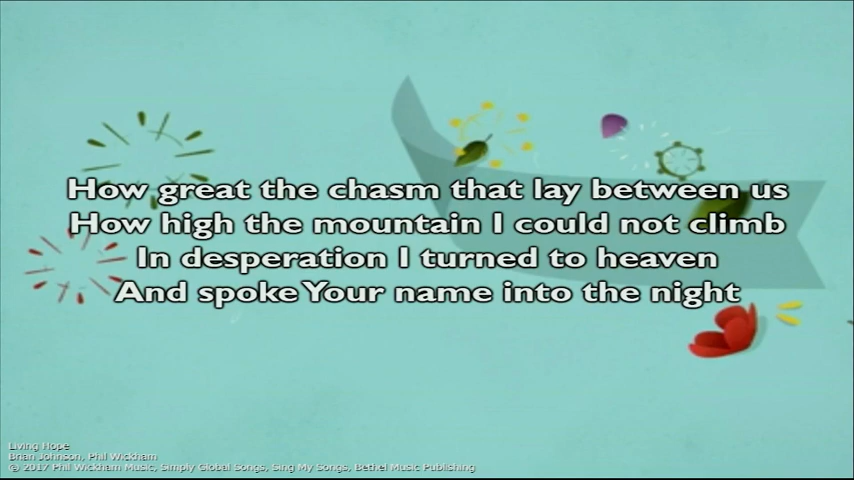 How great the chasm that lay between us
How high the mountain I could not climb
In desperation I turned to heaven
And spoke Your name into the night
Living Hope
Brian Johnson, Phil Wickham
© 2017 Phil Wickham Music, Simply Global Songs, Sing My Songs, Bethel Music Publishing